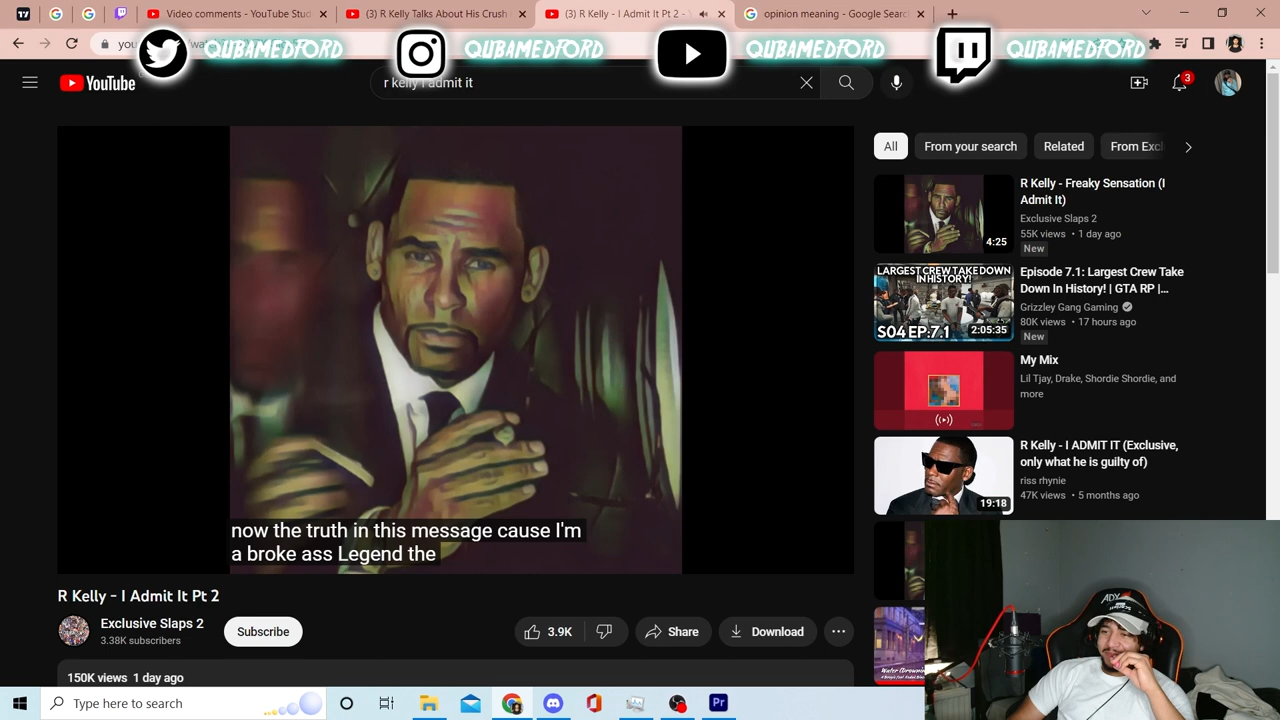 Video comments - YouTube Stud
(3) R Kelly Talks About His Crush
(3) R Kelly - I Admit It Pt 2 -
opinion meaning - Google Searc
you
QUBAMEDFORD
QUBAMEDFORD
QUBAMEDFORD
QUBAMEDFORD
YouTube
r kelly i admit it
3
All
From your search
Related
From Excl
now the truth in this message cause I'm
a broke ass Legend the
R Kelly - I Admit It Pt 2
Exclusive Slaps 2
3.38K subscribers
Subscribe
3.9K
Share
Download
150K views 1 day ago
R Kelly - Freaky Sensation (I
Admit It)
Exclusive Slaps 2
55K views • 1 day ago
New
4:25
LARGEST CREW TAKE DOWN
IN HISTORY!
S04 EP.7.1
2:05:35
Episode 7.1: Largest Crew Take
Down In History! | GTA RP |...
Grizzley Gang Gaming
80K views • 17 hours ago
New
My Mix
Lil Tjay, Drake, Shordie Shordie, and
more
R Kelly - I ADMIT IT (Exclusive,
only what he is guilty of)
riss rhynie
47K views • 5 months ago
19:18
Type here to search
Pr